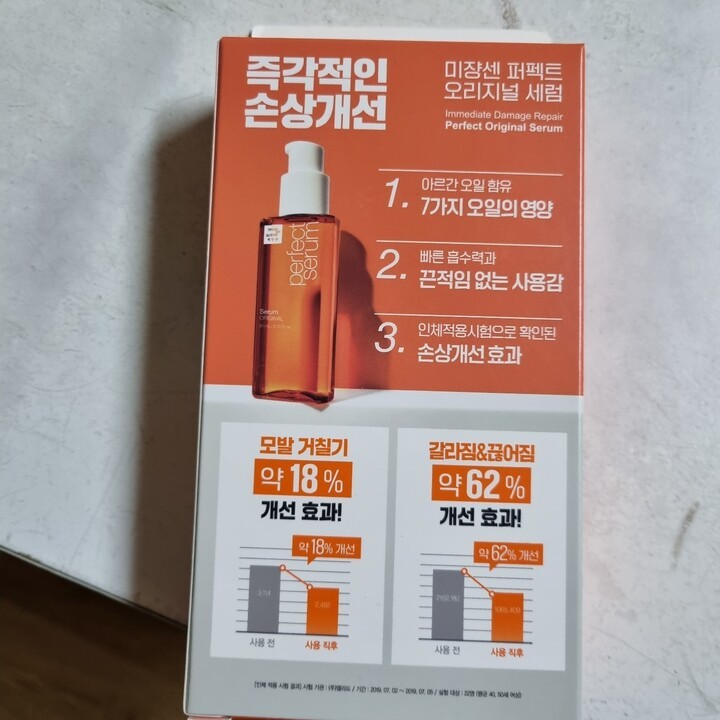 즉각적인
손상개선
미쟝센 퍼펙트
오리지널 세럼
Immediate Damage Repair
Perfect Original Serum
perfect
serum
Serum
ORIGINAL
1. 아르간 오일 함유
7가지 오일의 영양
2. 빠른 흡수력과
끈적임 없는 사용감
3. 인체적용시험으로 확인된
손상개선 효과
모발 거칠기
약 18 %
개선 효과!
약 18% 개선
사용 전
사용 직후
갈라짐&끊어짐
약 62 %
개선 효과!
약 62% 개선
사용 전
사용 직후